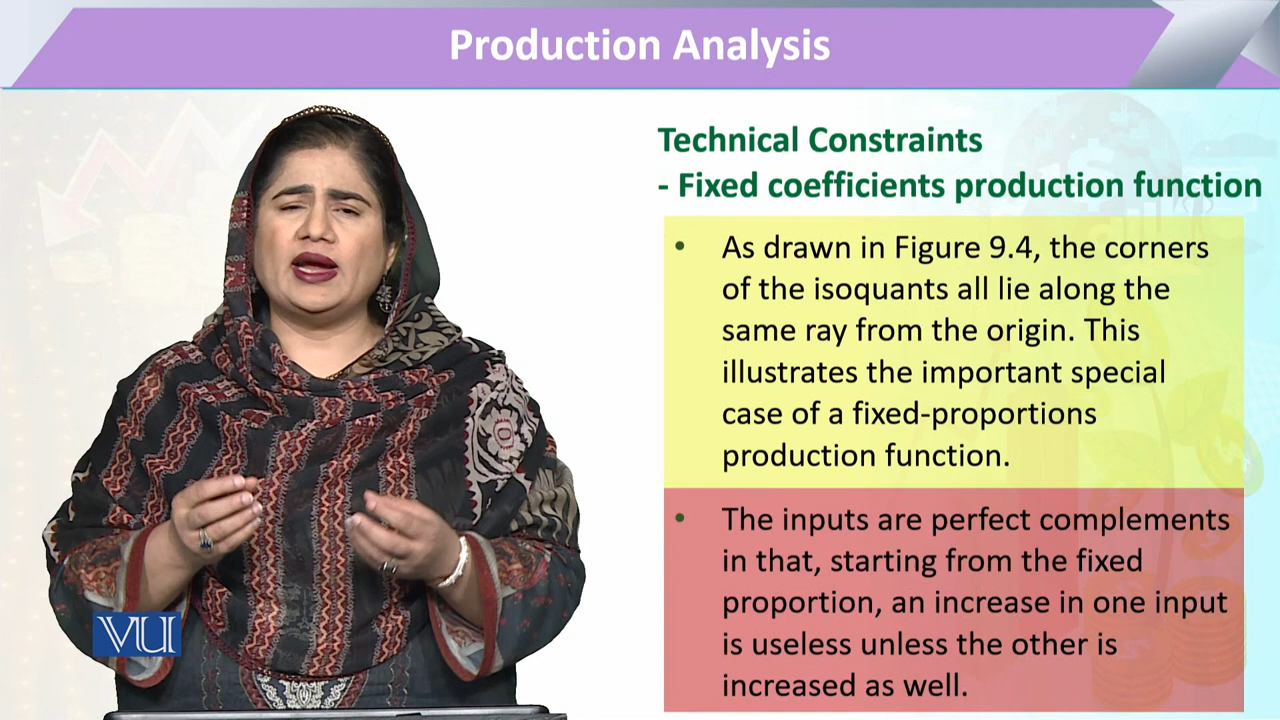 Production Analysis
Technical Constraints
- Fixed coefficients production function
• As drawn in Figure 9.4, the corners
of the isoquants all lie along the
same ray from the origin. This
illustrates the important special
case of a fixed-proportions
production function.
• The inputs are perfect complements
in that, starting from the fixed
proportion, an increase in one input
is useless unless the other is
increased as well.
VU